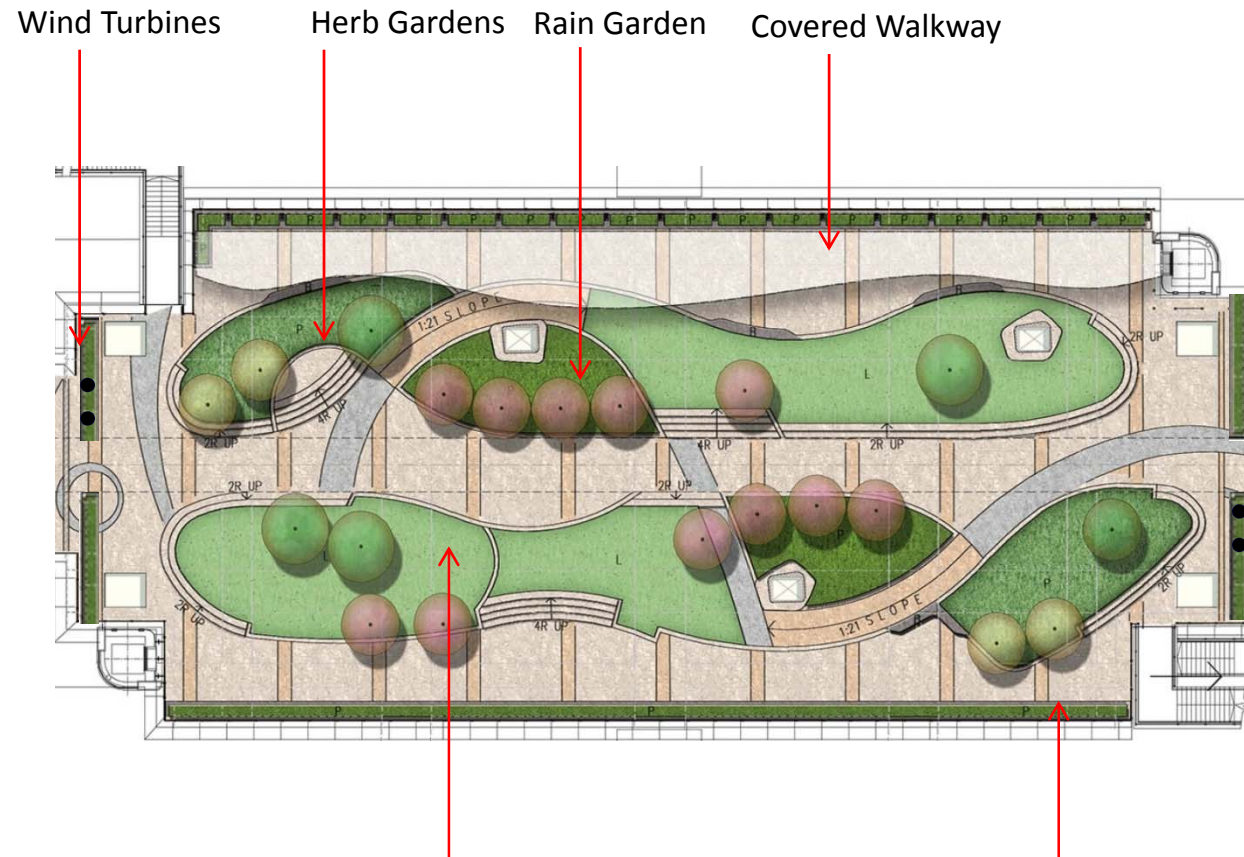 Wind Turbines
Herb Gardens
Rain Garden
Covered Walkway
P P P P P P P P P P P P P P P P P
R
R
P
1:21 SLOPE
R
2R UP
L
4R UP
2R UP
4R UP
2R UP
2R UP
2R UP
L
L
P
P
2R UP
2R UP
4R UP
1:21 SLOPE
R
P P P